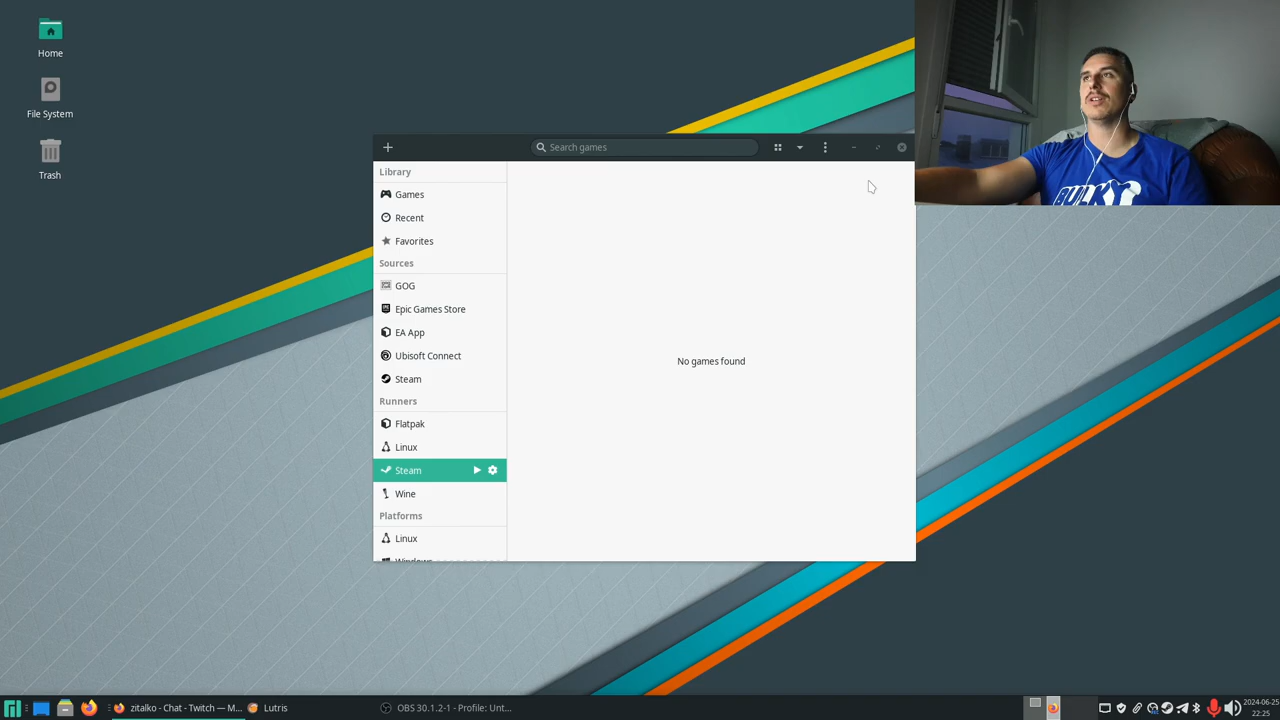 Home
File System
Trash
Search games
Library
Games
Recent
Favorites
Sources
GOG
Epic Games Store
EA App
Ubisoft Connect
Steam
Runners
Flatpak
Linux
Steam
Wine
Platforms
Linux
Windows
No games found
zitalko - Chat - Twitch — M...
Lutris
OBS 30.1.2-1 - Profile: Unt...
2024-06-25
22:25